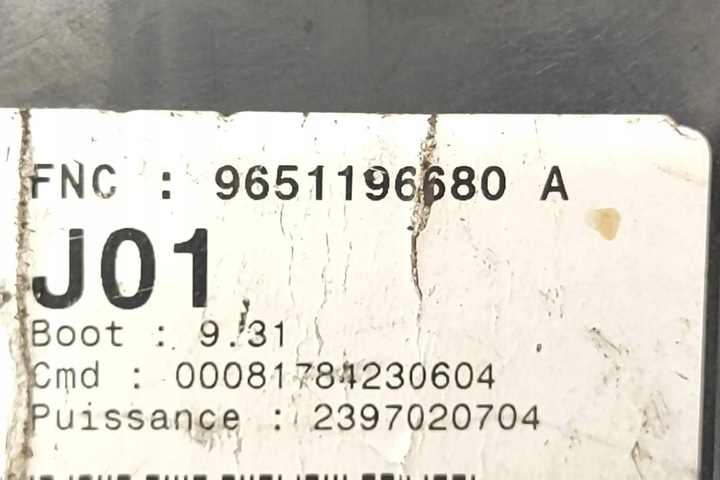 FNC : 9651196680 A
J01
Boot : 9.31
Cmd : 00081784230604
Puissance : 2397020704